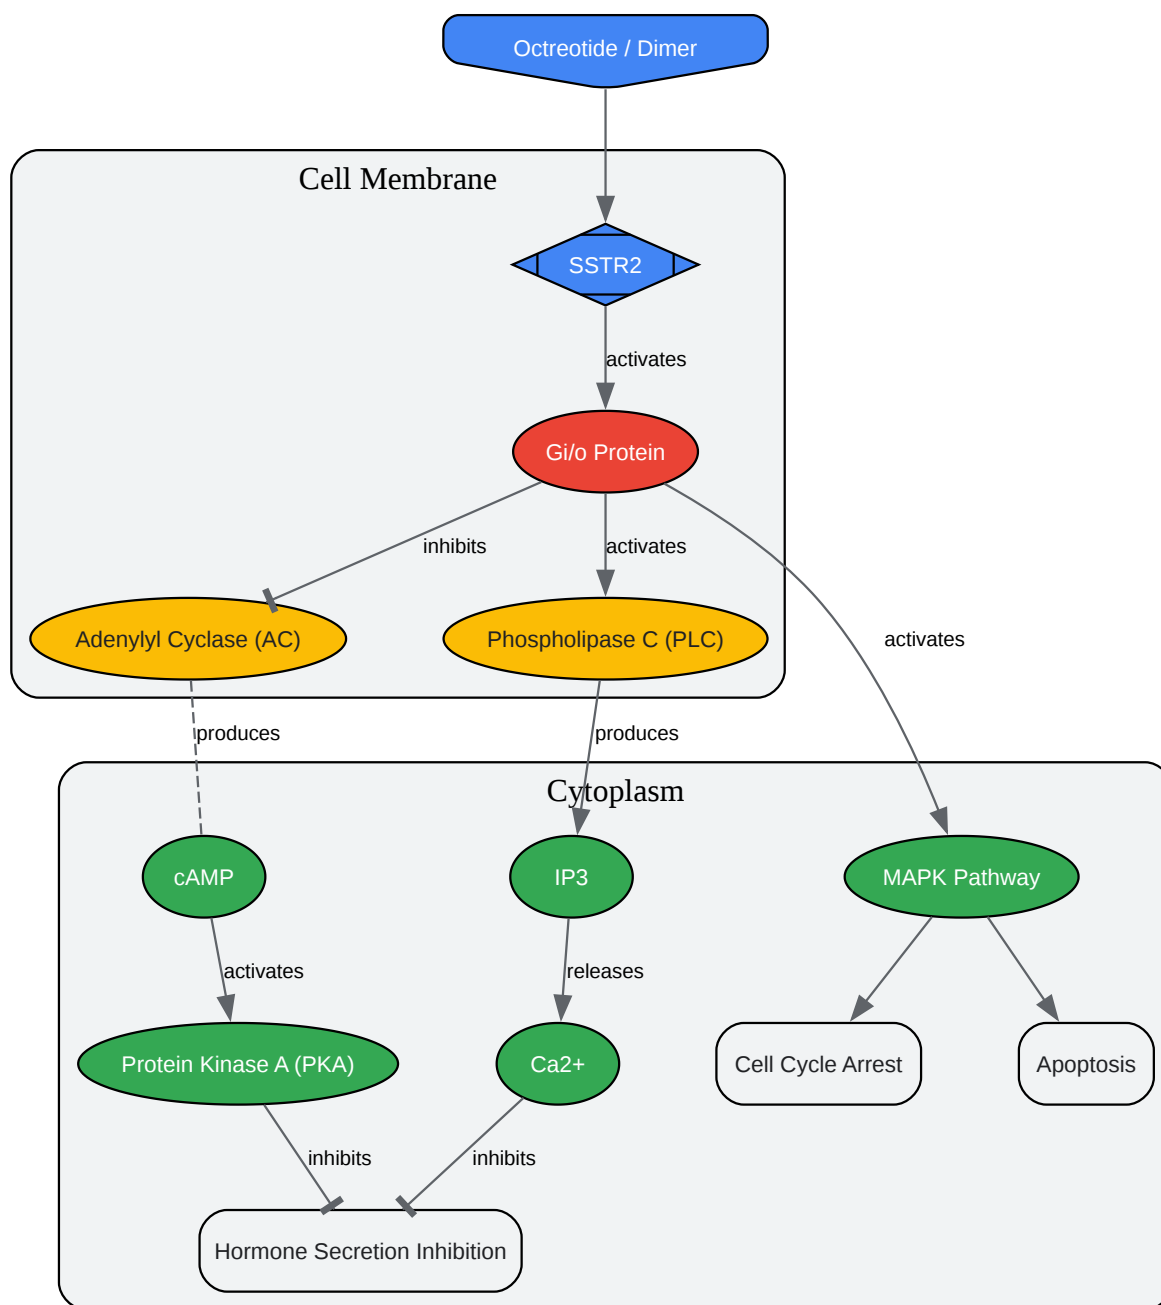 Octreotide / Dimer
Cell Membrane
SSTR2
activates
Gi/o Protein
inhibits
activates
activates
Adenylyl Cyclase (AC)
Phospholipase C (PLC)
produces
produces
Cytoplasm
cAMP
IP3
MAPK Pathway
activates
releases
Protein Kinase A (PKA)
Ca2+
Cell Cycle Arrest
Apoptosis
inhibits
inhibits
Hormone Secretion Inhibition